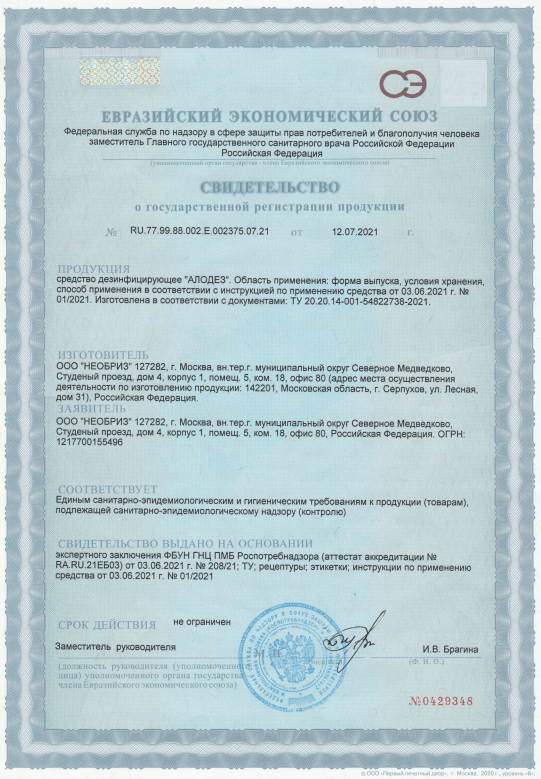 СЭ
ЕВРАЗИЙСКИЙ ЭКОНОМИЧЕСКИЙ СОЮЗ
Федеральная служба по надзору в сфере защиты прав потребителей и благополучия человека
заместитель Главного государственного санитарного врача Российской Федерации
Российская Федерация
(уполномоченный орган государства - члена Евразийского экономического союза)
СВИДЕТЕЛЬСТВО
о государственной регистрации продукции
№ RU.77.99.88.002.Е.002375.07.21 от 12.07.2021 г.
ПРОДУКЦИЯ
средство дезинфицирующее "АЛОДЕЗ". Область применения: форма выпуска, условия хранения,
способ применения в соответствии с инструкцией по применению средства от 03.06.2021 г. №
01/2021. Изготовлена в соответствии с документами: ТУ 20.20.14-001-54822738-2021.
ИЗГОТОВИТЕЛЬ
ООО "НЕОБРИЗ" 127282, г. Москва, вн.тер.г. муниципальный округ Северное Медведково,
Студеный проезд, дом 4, корпус 1, помещ. 5, ком. 18, офис 80 (адрес места осуществления
деятельности по изготовлению продукции: 142201, Московская область, г. Серпухов, ул. Лесная,
дом 31), Российская Федерация.
ЗАЯВИТЕЛЬ
ООО "НЕОБРИЗ" 127282, г. Москва, вн.тер.г. муниципальный округ Северное Медведково,
Студеный проезд, дом 4, корпус 1, помещ. 5, ком. 18, офис 80, Российская Федерация. ОГРН:
1217700155496
СООТВЕТСТВУЕТ
Единым санитарно-эпидемиологическим и гигиеническим требованиям к продукции (товарам),
подлежащей санитарно-эпидемиологическому надзору (контролю)
СВИДЕТЕЛЬСТВО ВЫДАНО НА ОСНОВАНИИ
экспертного заключения ФБУН ГНЦ ПМБ Роспотребнадзора (аттестат аккредитации №
RA.RU.21ЕБ03) от 03.06.2021 г. № 208/21; ТУ; рецептуры; этикетки; инструкции по применению
средства от 03.06.2021 г. № 01/2021
СРОК ДЕЙСТВИЯ не ограничен
Заместитель руководителя И.В. Брагина
(должность руководителя (уполномоченного
лица) уполномоченного органа государства -
члена Евразийского экономического союза)
М. П.
(Ф. И. О.)
№0429348
© ООО «Первый печатный двор», г. Москва, 2020 г., уровень «В».